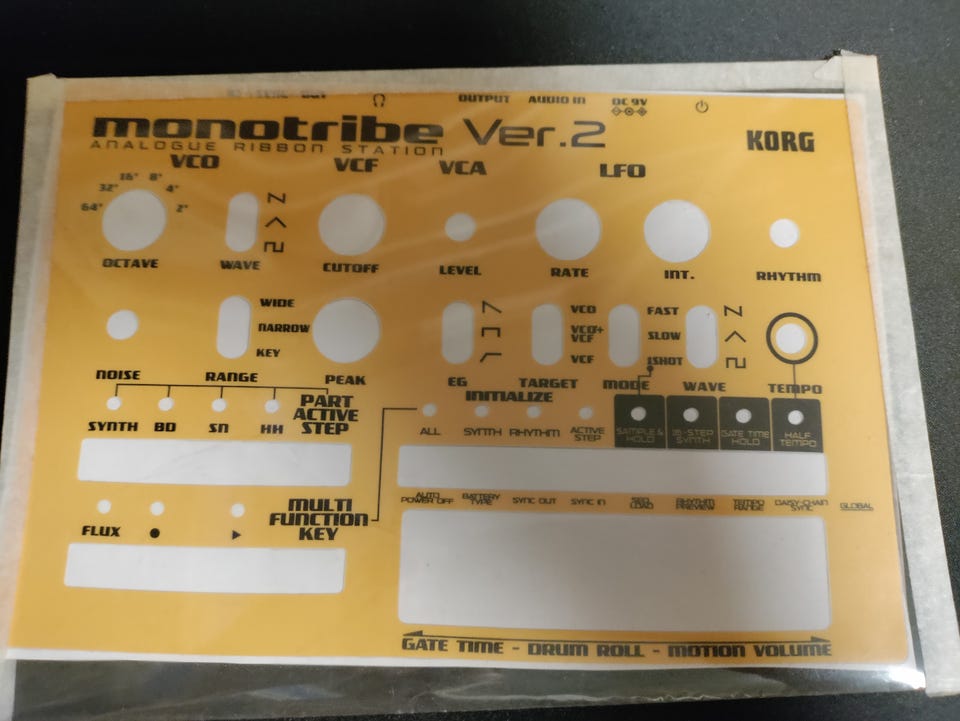 OUTPUT AUDIO IN DC 9V
monotribe Ver.2
KORG
ANALOGUE RIBBON STATION
VCO VCF VCA LFO
64' 32' 16' 8' 4' 2'
OCTAVE WAVE CUTOFF LEVEL RATE INT. RHYTHM
WIDE
NARROW
KEY
VCO
VCO+
VCF
VCF
FAST
SLOW
1SHOT
NOISE RANGE PEAK EG TARGET MODE WAVE TEMPO
PART
ACTIVE
STEP
SYNTH BD SN HH
INITIALIZE
ALL SYNTH RHYTHM ACTIVE
STEP
SAMPLE &
HOLD
16-STEP
SYNTH
GATE TIME
HOLD
HALF
TEMPO
AUTO
POWER OFF
BATTERY
TYPE
SYNC OUT
SYNC IN
SEQ
LOAD
RHYTHM
PREVIEW
TEMPO
RANGE
DAISY-CHAIN
SYNC
GLOBAL
MULTI
FUNCTION
KEY
FLUX
GATE TIME - DRUM ROLL - MOTION VOLUME